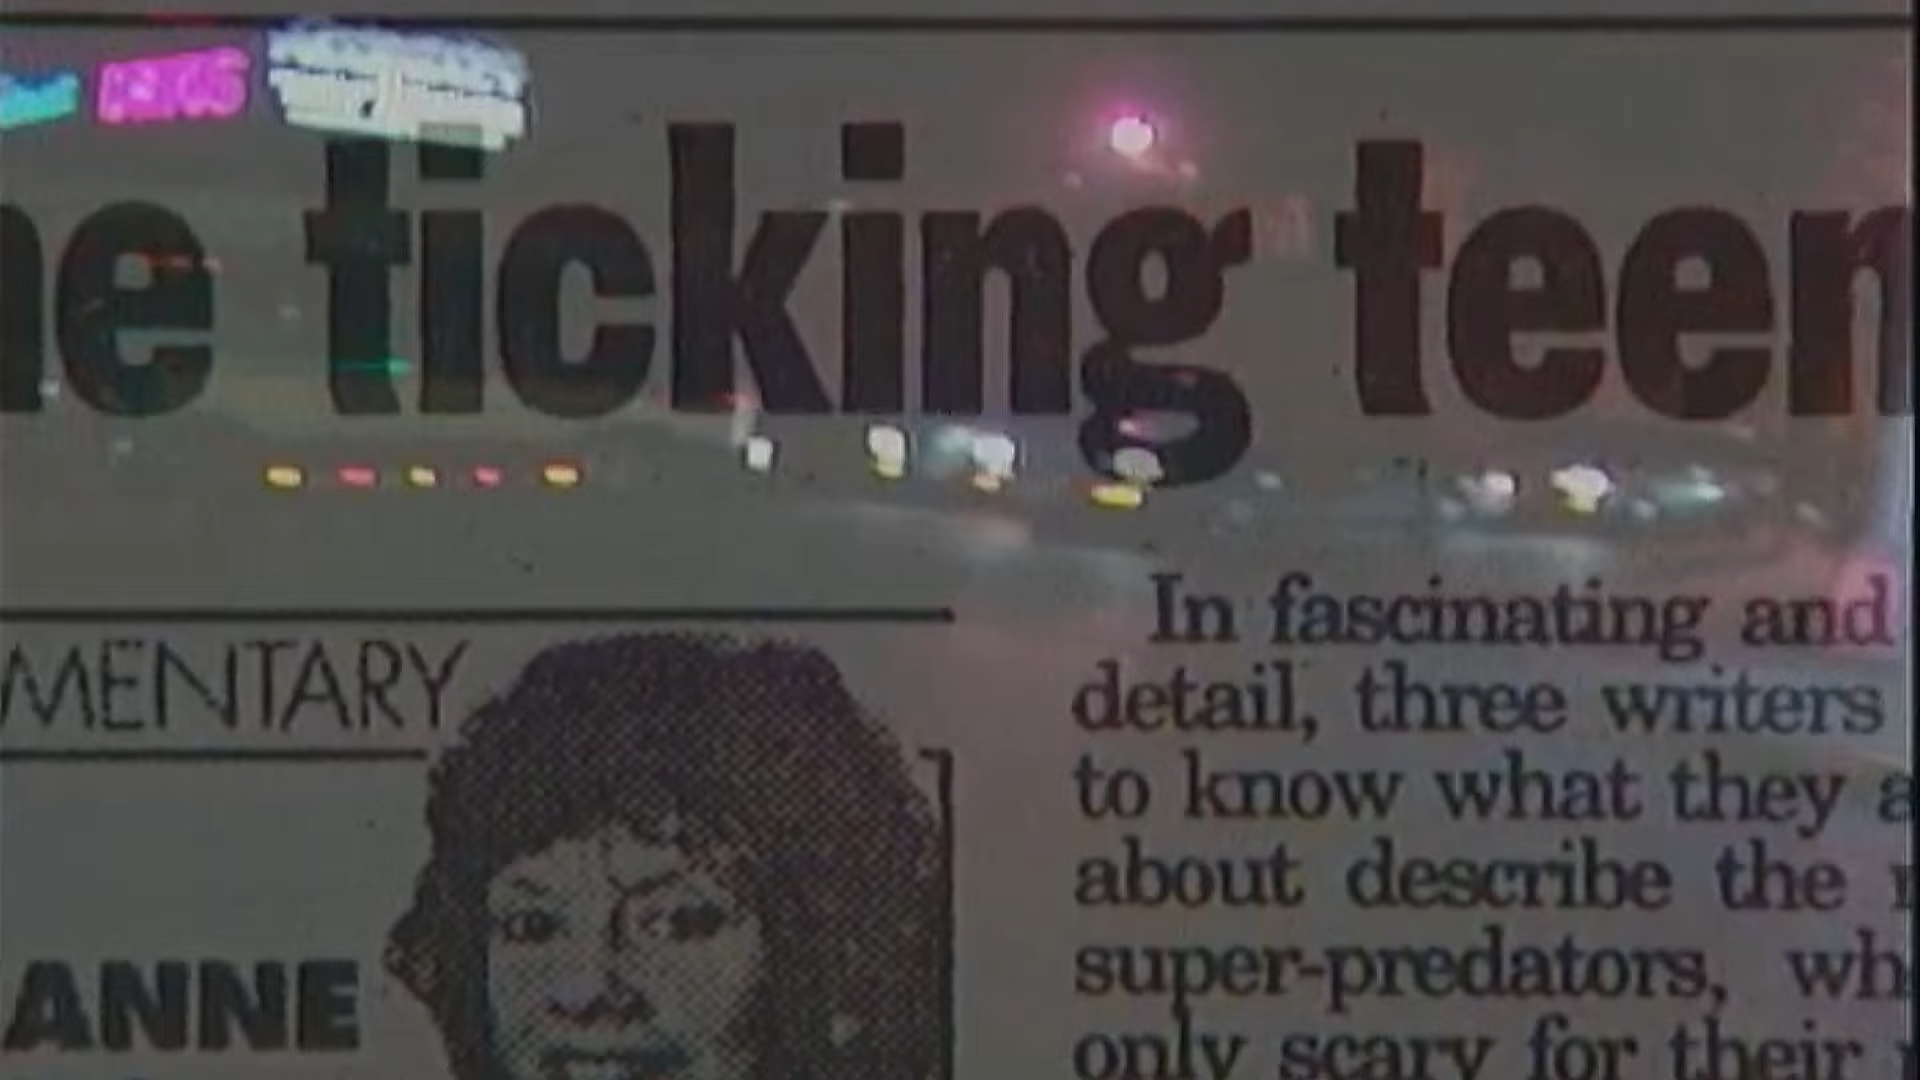 he ticking teen
MENTARY
ANNE
In fascinating and
detail, three writers
to know what they a
about describe the
super-predators, wh
only scary for their